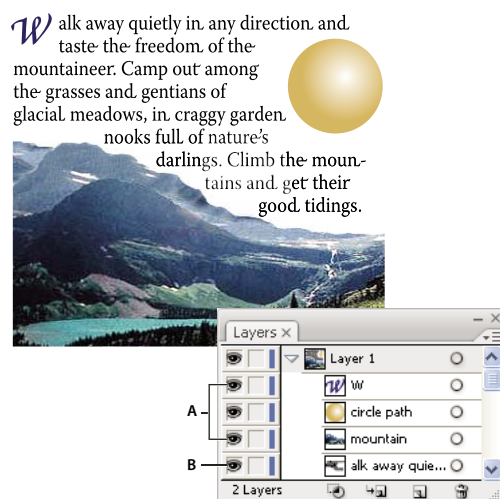 W alk away quietly in any direction and
taste the freedom of the
mountaineer. Camp out among
the grasses and gentians of
glacial meadows, in craggy garden
nooks full of nature's
darlings. Climb the moun-
tains and get their
good tidings.
Layers ×
Layer 1
W
circle path
A
mountain
B
alk away quie...
2 Layers